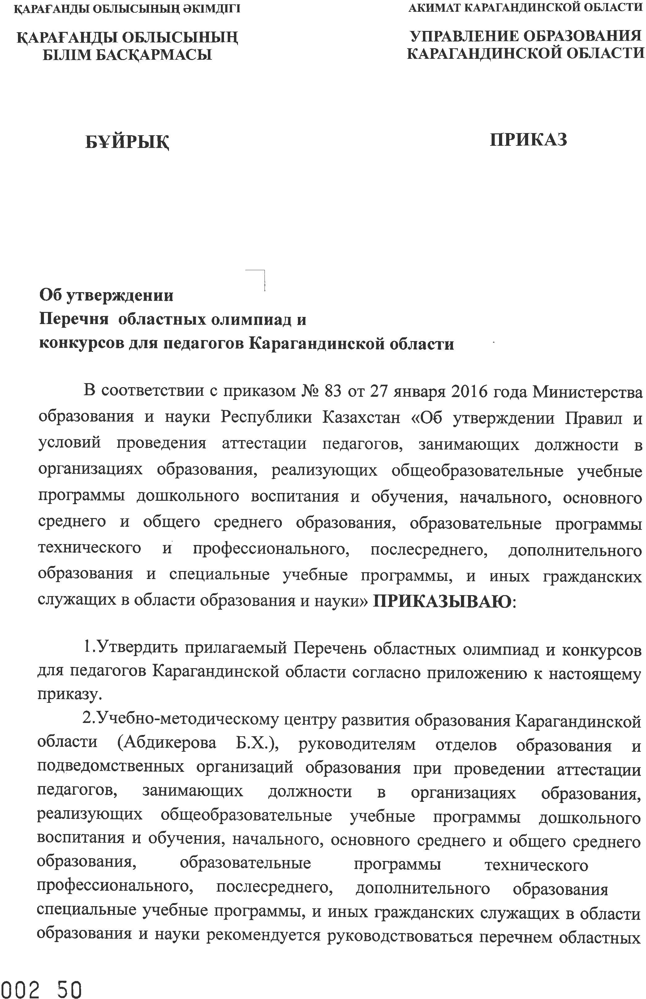 ҚАРАҒАНДЫ ОБЛЫСЫНЫҢ ӘКІМДІГІ
ҚАРАҒАНДЫ ОБЛЫСЫНЫҢ
БІЛІМ БАСҚАРМАСЫ
АКИМАТ КАРАГАНДИНСКОЙ ОБЛАСТИ
УПРАВЛЕНИЕ ОБРАЗОВАНИЯ
КАРАГАНДИНСКОЙ ОБЛАСТИ
БҰЙРЫҚ
ПРИКАЗ
Об утверждении
Перечня областных олимпиад и
конкурсов для педагогов Карагандинской области
В соответствии с приказом № 83 от 27 января 2016 года Министерства
образования и науки Республики Казахстан «Об утверждении Правил и
условий проведения аттестации педагогов, занимающих должности в
организациях образования, реализующих общеобразовательные учебные
программы дошкольного воспитания и обучения, начального, основного
среднего и общего среднего образования, образовательные программы
технического и профессионального, послесреднего, дополнительного
образования и специальные учебные программы, и иных гражданских
служащих в области образования и науки» ПРИКАЗЫВАЮ:
1.Утвердить прилагаемый Перечень областных олимпиад и конкурсов
для педагогов Карагандинской области согласно приложению к настоящему
приказу.
2.Учебно-методическому центру развития образования Карагандинской
области (Абдикерова Б.Х.), руководителям отделов образования и
подведомственных организаций образования при проведении аттестации
педагогов, занимающих должности в организациях образования,
реализующих общеобразовательные учебные программы дошкольного
воспитания и обучения, начального, основного среднего и общего среднего
образования, образовательные программы технического
профессионального, послесреднего, дополнительного образования
специальные учебные программы, и иных гражданских служащих в области
образования и науки рекомендуется руководствоваться перечнем областных
002 50